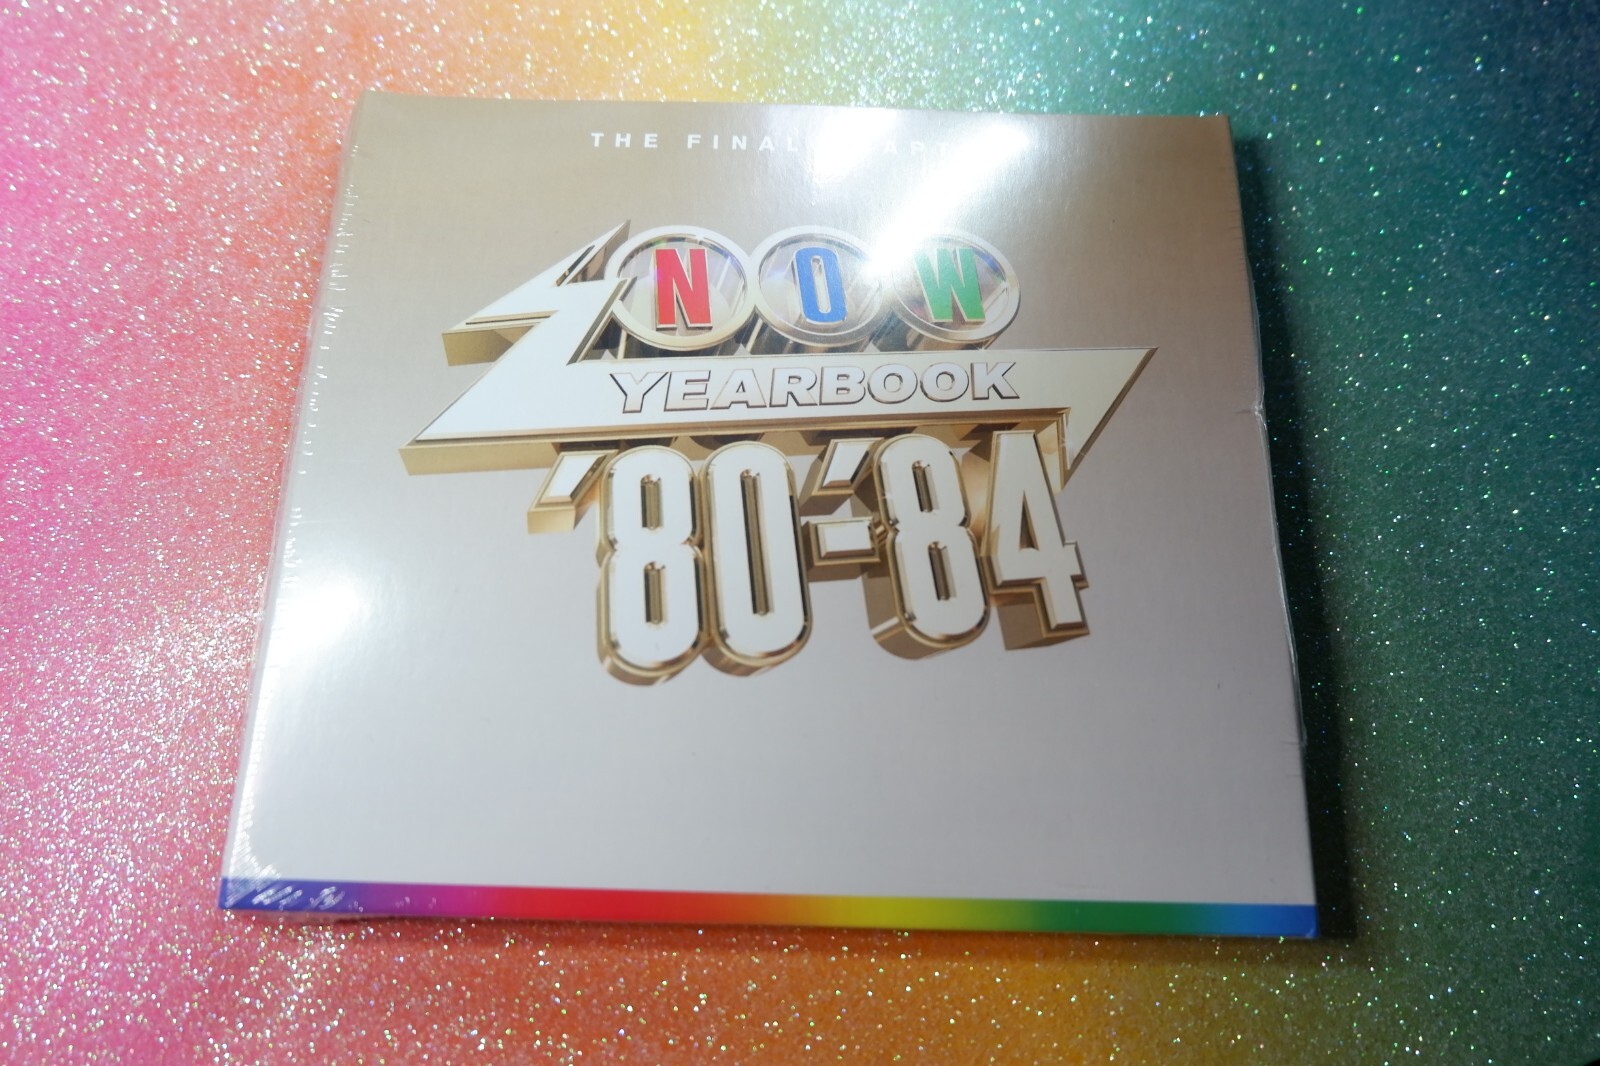 THE FINAL
NOW
YEARBOOK
'80-'84